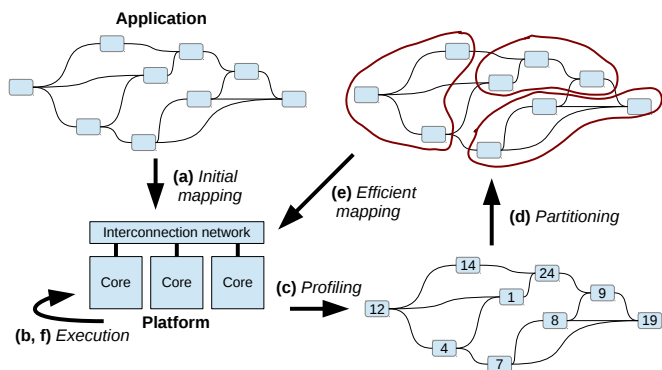 Application
(a) Initial
mapping
(e) Efficient
mapping
(d) Partitioning
Interconnection network
Core Core Core
Platform
(b, f) Execution
(c) Profiling
14
24
12
1
9
8
19
4
7